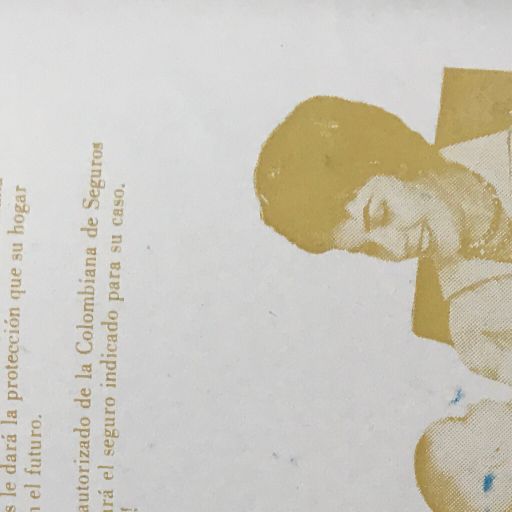 le dará la protección que su hogar
el futuro.
autorizado de la Colombiana de Seguros
rá el seguro indicado para su caso.
!